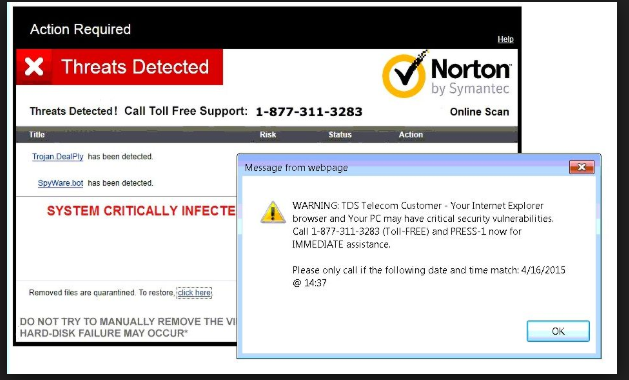 Action Required
Help
Threats Detected
Norton
by Symantec
Threats Detected! Call Toll Free Support: 1-877-311-3283
Online Scan
Title Risk Status Action
Trojan.DealPly has been detected.
SpyWare.bot has been detected.
SYSTEM CRITICALLY INFECTE
Removed files are quarantined. To restore, click here
DO NOT TRY TO MANUALLY REMOVE THE VI
HARD-DISK FAILURE MAY OCCUR"
Message from webpage
WARNING: TDS Telecom Customer - Your Internet Explorer
browser and Your PC may have critical security vulnerabilities.
Call 1-877-311-3283 (Toll-FREE) and PRESS-1 now for
IMMEDIATE assistance.
Please only call if the following date and time match: 4/16/2015
@ 14:37
OK